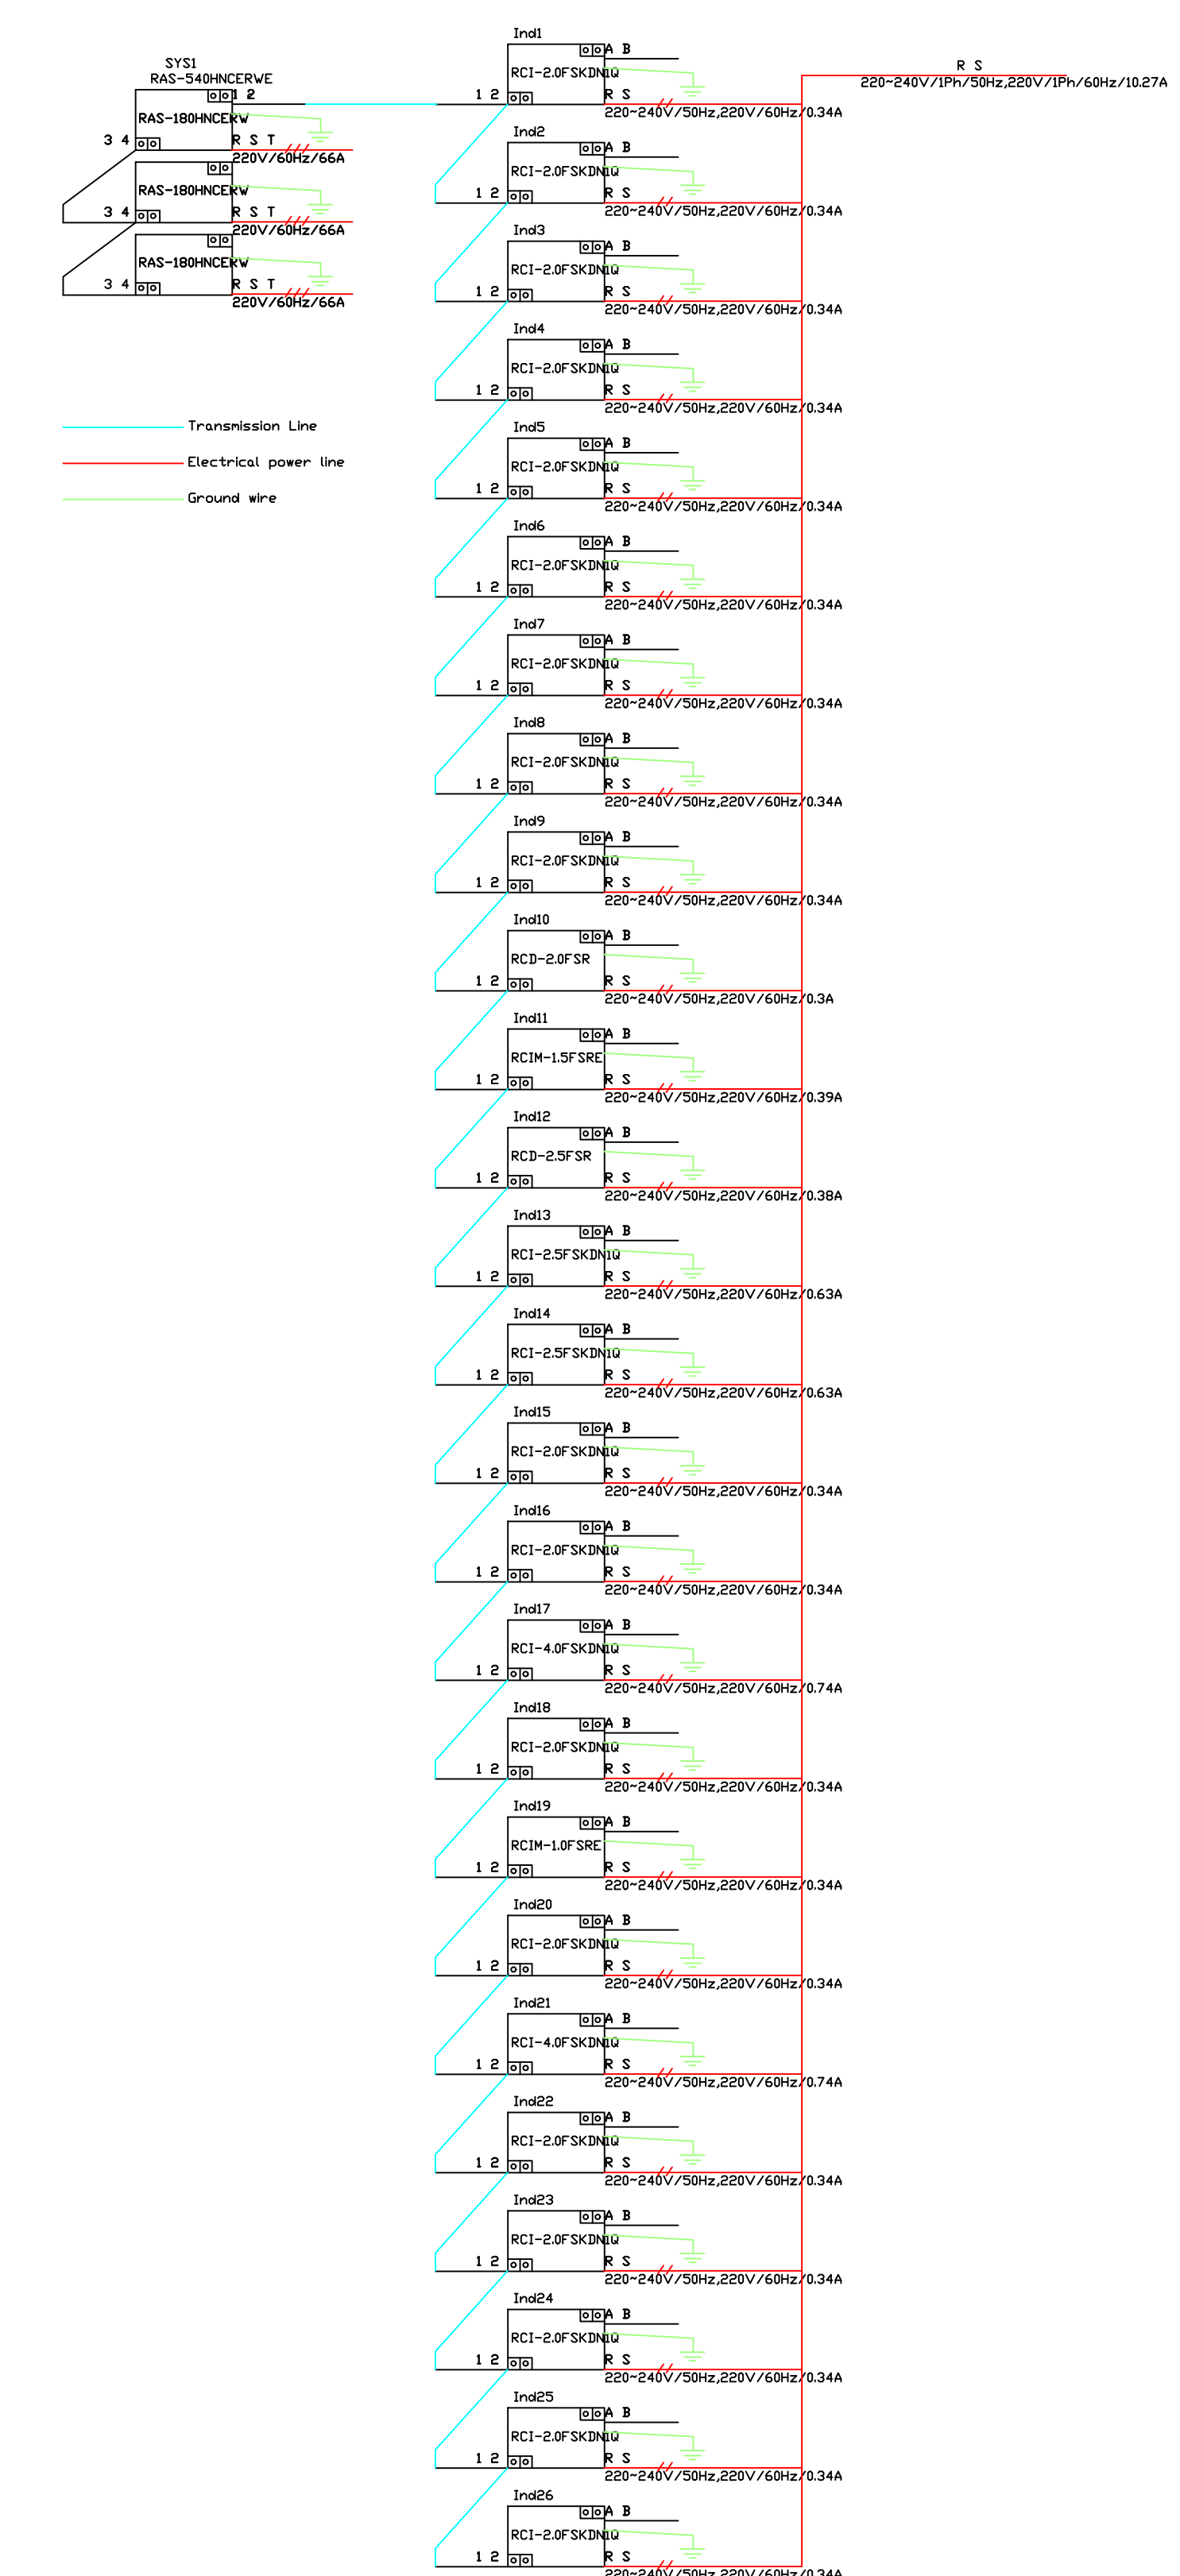 SYS1
RAS-540HNCERWE
1 2
RAS-180HNCERW
3 4
R S T
220V/60Hz/66A
RAS-180HNCERW
3 4
R S T
220V/60Hz/66A
RAS-180HNCERW
3 4
R S T
220V/60Hz/66A
Transmission Line
Electrical power line
Ground wire
R S
220~240V/1Ph/50Hz,220V/1Ph/60Hz/10.27A
Ind1
A B
RCI-2.0FSKDN1Q
1 2
R S
220~240V/50Hz,220V/60Hz/0.34A
Ind2
A B
RCI-2.0FSKDN1Q
1 2
R S
220~240V/50Hz,220V/60Hz/0.34A
Ind3
A B
RCI-2.0FSKDN1Q
1 2
R S
220~240V/50Hz,220V/60Hz/0.34A
Ind4
A B
RCI-2.0FSKDN1Q
1 2
R S
220~240V/50Hz,220V/60Hz/0.34A
Ind5
A B
RCI-2.0FSKDN1Q
1 2
R S
220~240V/50Hz,220V/60Hz/0.34A
Ind6
A B
RCI-2.0FSKDN1Q
1 2
R S
220~240V/50Hz,220V/60Hz/0.34A
Ind7
A B
RCI-2.0FSKDN1Q
1 2
R S
220~240V/50Hz,220V/60Hz/0.34A
Ind8
A B
RCI-2.0FSKDN1Q
1 2
R S
220~240V/50Hz,220V/60Hz/0.34A
Ind9
A B
RCI-2.0FSKDN1Q
1 2
R S
220~240V/50Hz,220V/60Hz/0.34A
Ind10
A B
RCD-2.0FSR
1 2
R S
220~240V/50Hz,220V/60Hz/0.3A
Ind11
A B
RCIM-1.5FSRE
1 2
R S
220~240V/50Hz,220V/60Hz/0.39A
Ind12
A B
RCD-2.5FSR
1 2
R S
220~240V/50Hz,220V/60Hz/0.38A
Ind13
A B
RCI-2.5FSKDN1Q
1 2
R S
220~240V/50Hz,220V/60Hz/0.63A
Ind14
A B
RCI-2.5FSKDN1Q
1 2
R S
220~240V/50Hz,220V/60Hz/0.63A
Ind15
A B
RCI-2.0FSKDN1Q
1 2
R S
220~240V/50Hz,220V/60Hz/0.34A
Ind16
A B
RCI-2.0FSKDN1Q
1 2
R S
220~240V/50Hz,220V/60Hz/0.34A
Ind17
A B
RCI-4.0FSKDN1Q
1 2
R S
220~240V/50Hz,220V/60Hz/0.74A
Ind18
A B
RCI-2.0FSKDN1Q
1 2
R S
220~240V/50Hz,220V/60Hz/0.34A
Ind19
A B
RCIM-1.0FSRE
1 2
R S
220~240V/50Hz,220V/60Hz/0.34A
Ind20
A B
RCI-2.0FSKDN1Q
1 2
R S
220~240V/50Hz,220V/60Hz/0.34A
Ind21
A B
RCI-4.0FSKDN1Q
1 2
R S
220~240V/50Hz,220V/60Hz/0.74A
Ind22
A B
RCI-2.0FSKDN1Q
1 2
R S
220~240V/50Hz,220V/60Hz/0.34A
Ind23
A B
RCI-2.0FSKDN1Q
1 2
R S
220~240V/50Hz,220V/60Hz/0.34A
Ind24
A B
RCI-2.0FSKDN1Q
1 2
R S
220~240V/50Hz,220V/60Hz/0.34A
Ind25
A B
RCI-2.0FSKDN1Q
1 2
R S
220~240V/50Hz,220V/60Hz/0.34A
Ind26
A B
RCI-2.0FSKDN1Q
1 2
R S
220~240V/50Hz,220V/60Hz/0.34A